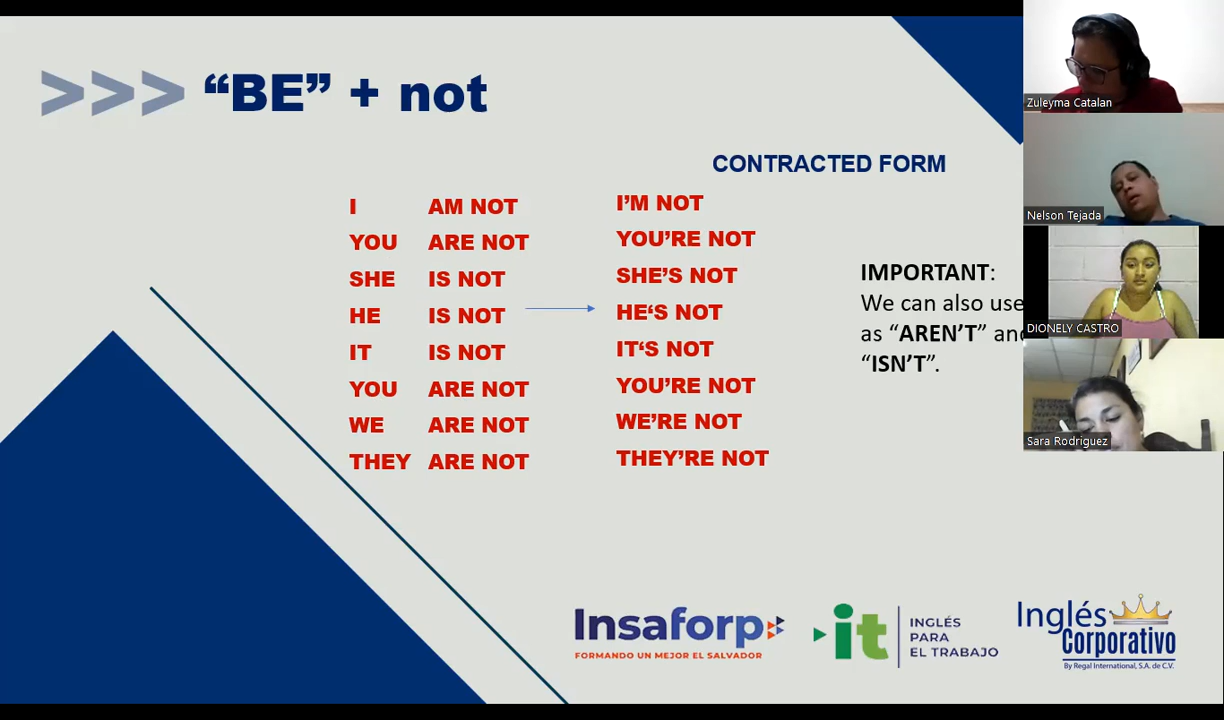 >>> “BE” + not
CONTRACTED FORM
I AM NOT I’M NOT
YOU ARE NOT YOU’RE NOT
SHE IS NOT SHE’S NOT
HE IS NOT HE‘S NOT
IT IS NOT IT‘S NOT
YOU ARE NOT YOU’RE NOT
WE ARE NOT WE’RE NOT
THEY ARE NOT THEY’RE NOT
IMPORTANT:
We can also use
as “AREN’T” and
“ISN’T”.
Zuleyma Catalan
Nelson Tejada
DIONELY CASTRO
Sara Rodriguez
Insaforp
FORMANDO UN MEJOR EL SALVADOR
it
INGLÉS
PARA
EL TRABAJO
Inglés
Corporativo
By Regal International, S.A. de C.V.